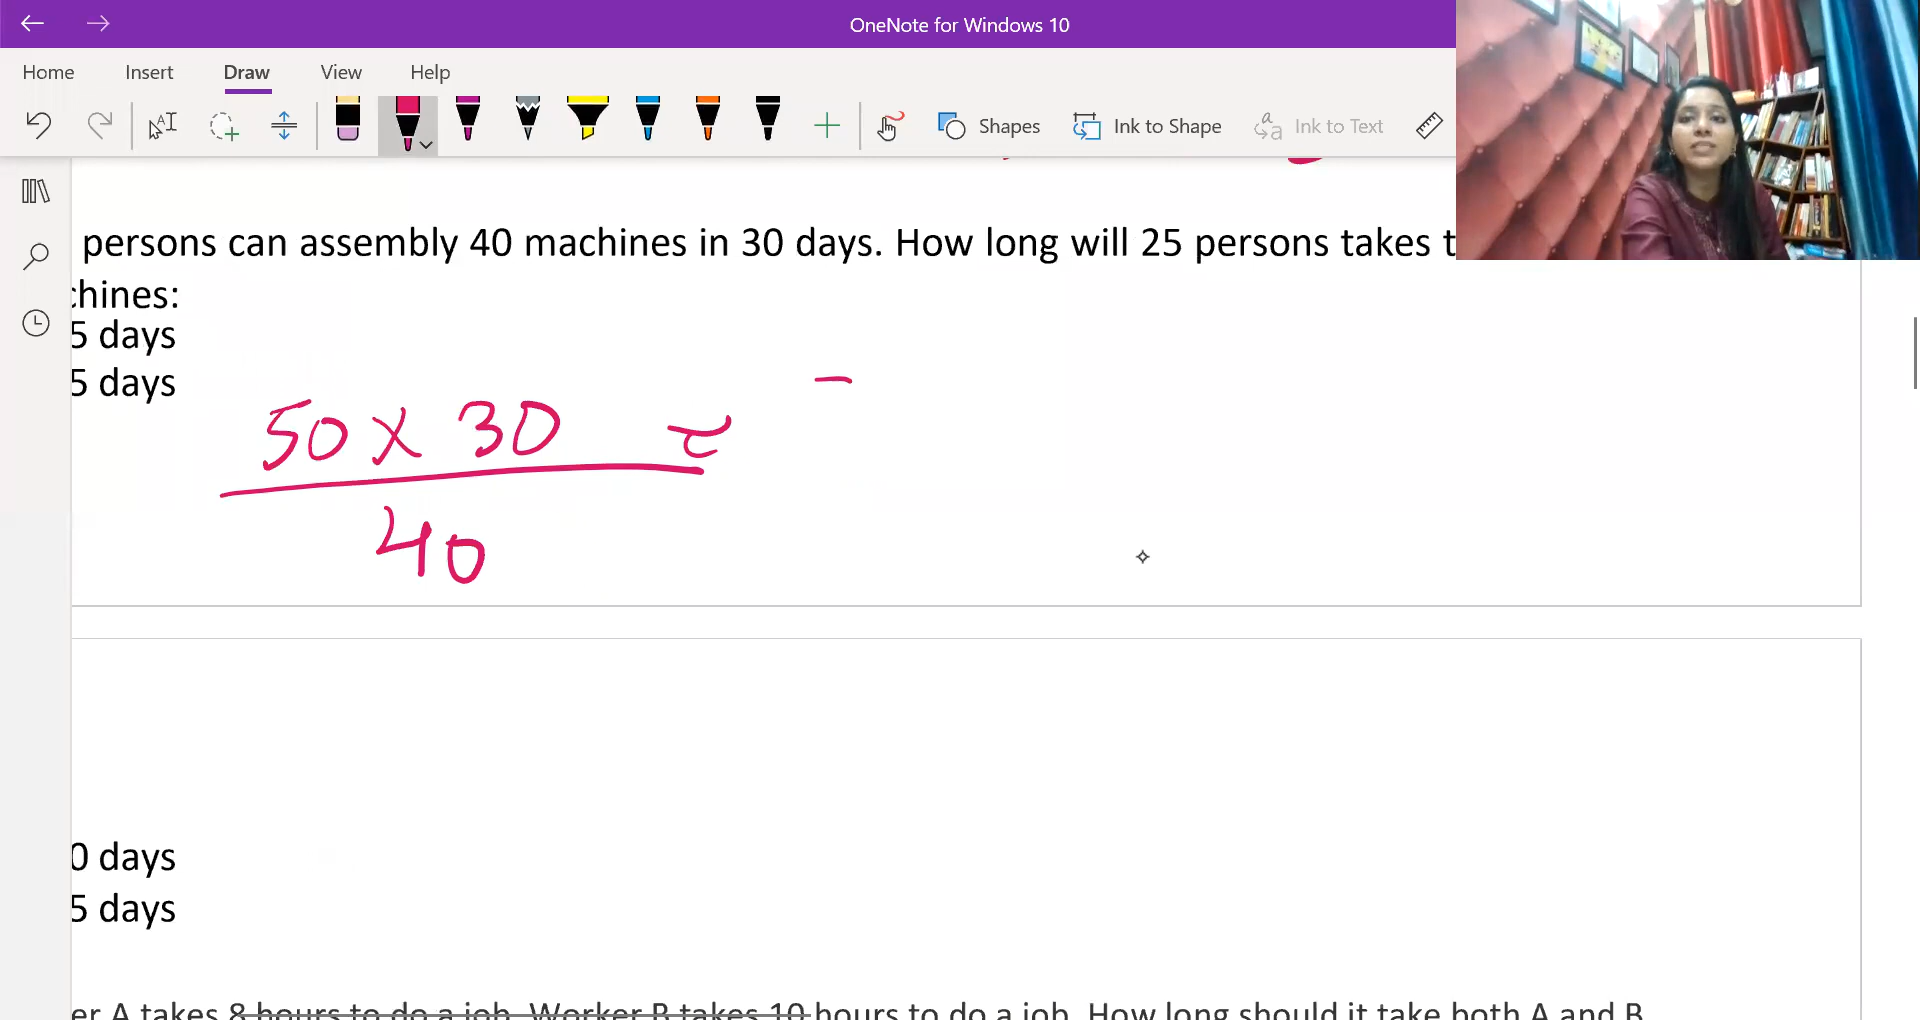 OneNote for Windows 10
Home Insert Draw View Help
Shapes Ink to Shape Ink to Text
persons can assembly 40 machines in 30 days. How long will 25 persons takes t
chines:
5 days
5 days
50 x 30 =
40
0 days
5 days
er A takes 8 hours to do a job. Worker B takes 10 hours to do a job. How long should it take both A and B